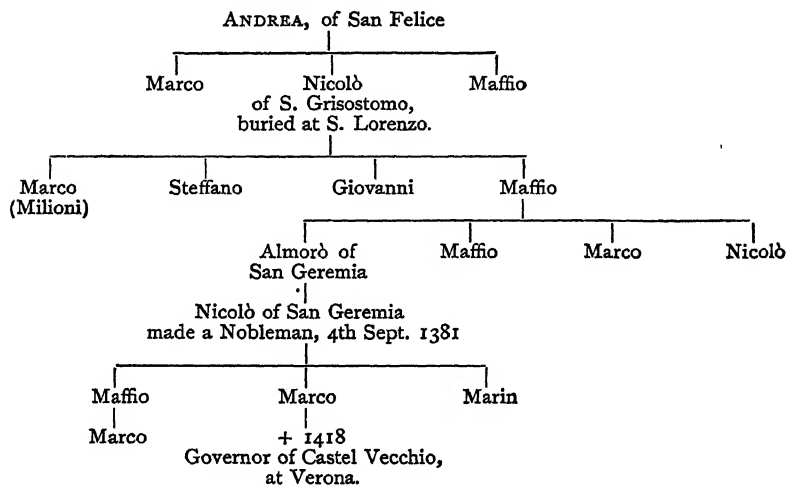 ANDREA, of San Felice
Marco Nicolò Maffio
of S. Grisostomo,
buried at S. Lorenzo.
Marco Steffano Giovanni Maffio
(Milioni)
Almorò of Maffio Marco Nicolò
San Geremia
Nicolò of San Geremia
made a Nobleman, 4th Sept. 1381
Maffio Marco Marin
Marco + 1418
Governor of Castel Vecchio,
at Verona.